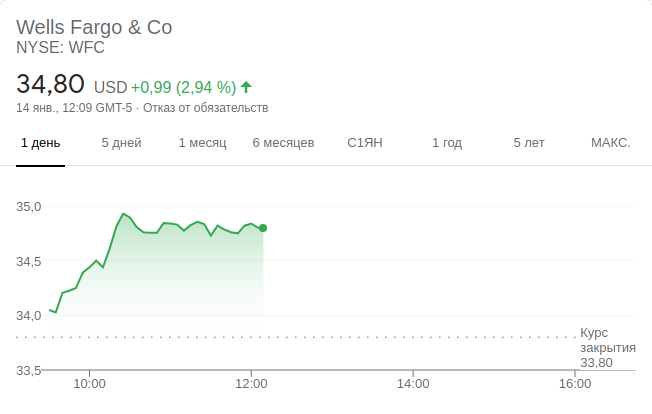 Wells Fargo & Co
NYSE: WFC
34,80 USD +0,99 (2,94 %)
14 янв., 12:09 GMT-5 · Отказ от обязательств
1 день 5 дней 1 месяц 6 месяцев С1ЯН 1 год 5 лет МАКС.
35,0
34,5
34,0
33,5
Курс
закрытия
33,80
10:00 12:00 14:00 16:00